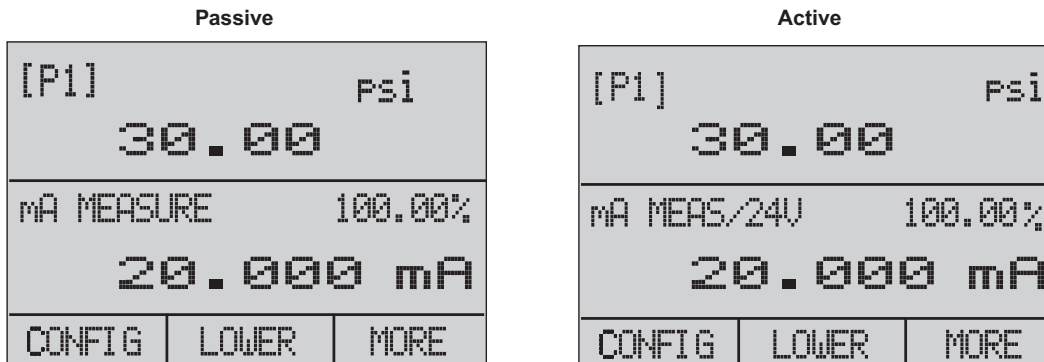 Passive
[P1] psi
30.00
mA MEASURE 100.00%
20.000 mA
CONFIG LOWER MORE
Active
[P1] psi
30.00
mA MEAS/24V 100.00%
20.000 mA
CONFIG LOWER MORE